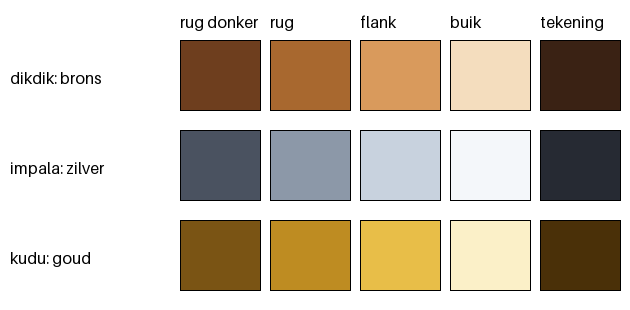 rug donker rug flank buik tekening
dikdik: brons
impala: zilver
kudu: goud